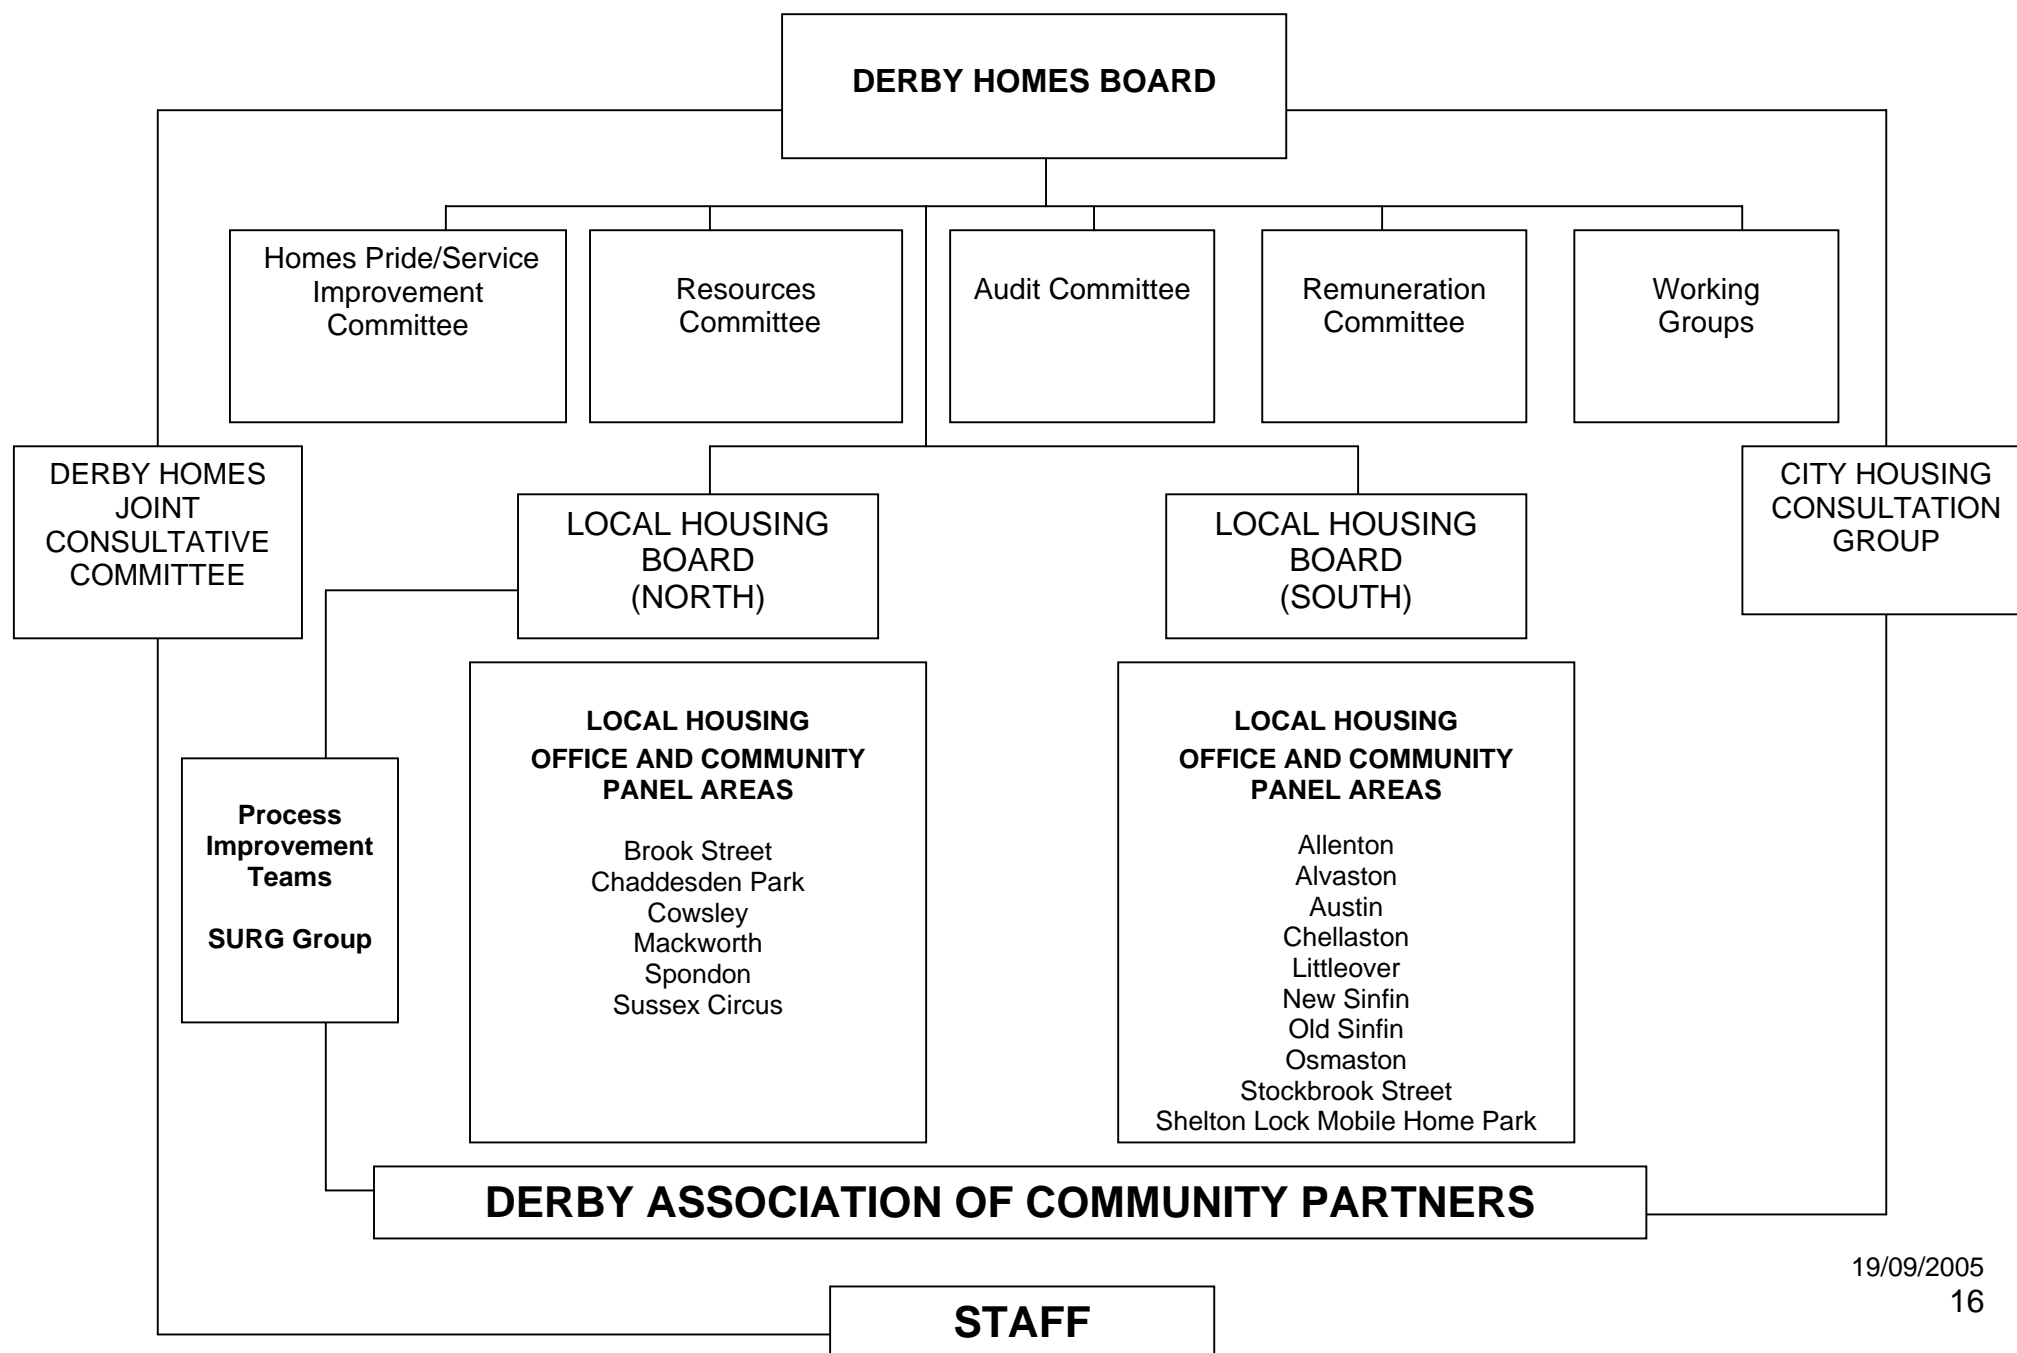 DERBY HOMES BOARD
Homes Pride/Service
Improvement
Committee
Resources
Committee
Audit Committee
Remuneration
Committee
Working
Groups
DERBY HOMES
JOINT
CONSULTATIVE
COMMITTEE
LOCAL HOUSING
BOARD
(NORTH)
LOCAL HOUSING
BOARD
(SOUTH)
CITY HOUSING
CONSULTATION
GROUP
Process
Improvement
Teams
SURG Group
LOCAL HOUSING
OFFICE AND COMMUNITY
PANEL AREAS
Brook Street
Chaddesden Park
Cowsley
Mackworth
Spondon
Sussex Circus
LOCAL HOUSING
OFFICE AND COMMUNITY
PANEL AREAS
Allenton
Alvaston
Austin
Chellaston
Littleover
New Sinfin
Old Sinfin
Osmaston
Stockbrook Street
Shelton Lock Mobile Home Park
DERBY ASSOCIATION OF COMMUNITY PARTNERS
19/09/2005
16
STAFF